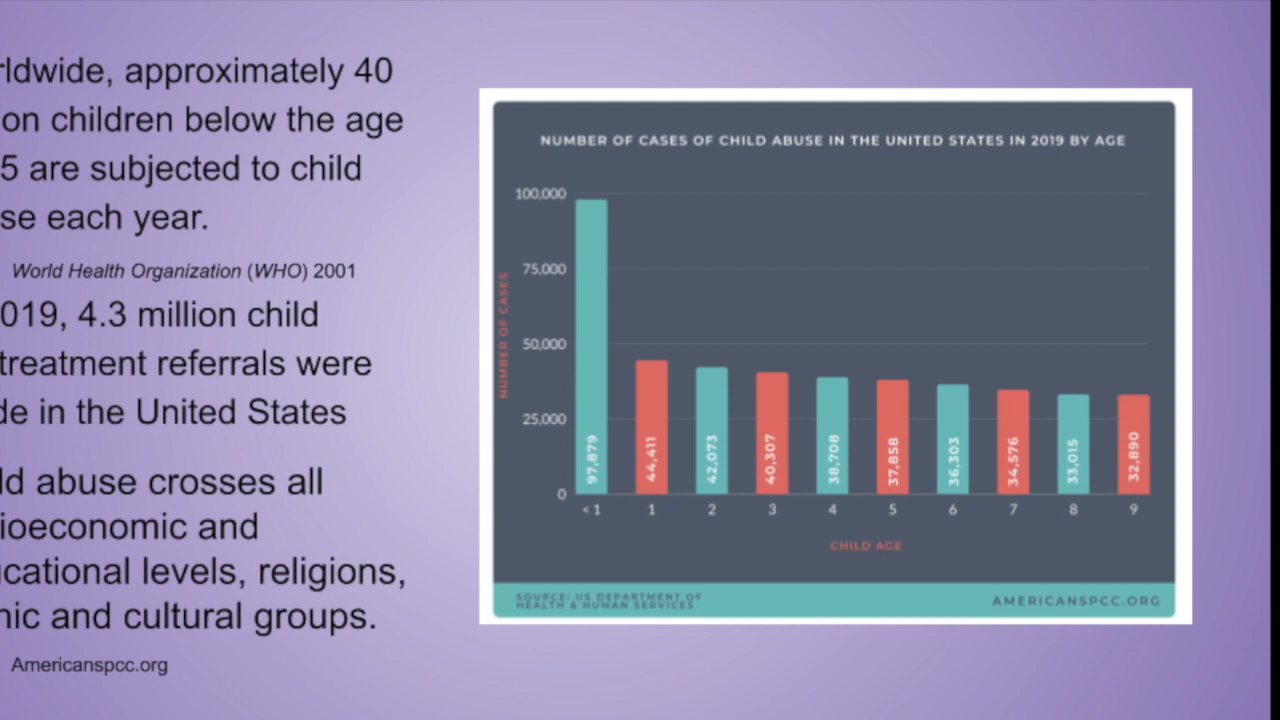 rldwide, approximately 40
on children below the age
5 are subjected to child
se each year.
World Health Organization (WHO) 2001
019, 4.3 million child
treatment referrals were
de in the United States
ld abuse crosses all
ioeconomic and
cational levels, religions,
nic and cultural groups.
Americanspcc.org
NUMBER OF CASES OF CHILD ABUSE IN THE UNITED STATES IN 2019 BY AGE
NUMBER OF CASES
100,000
75,000
50,000
25,000
0
97,879
44,411
42,073
40,307
38,708
37,858
36,303
34,576
33,015
32,890
<1 1 2 3 4 5 6 7 8 9
CHILD AGE
SOURCE: US DEPARTMENT OF
HEALTH & HUMAN SERVICES
AMERICANSPCC.ORG